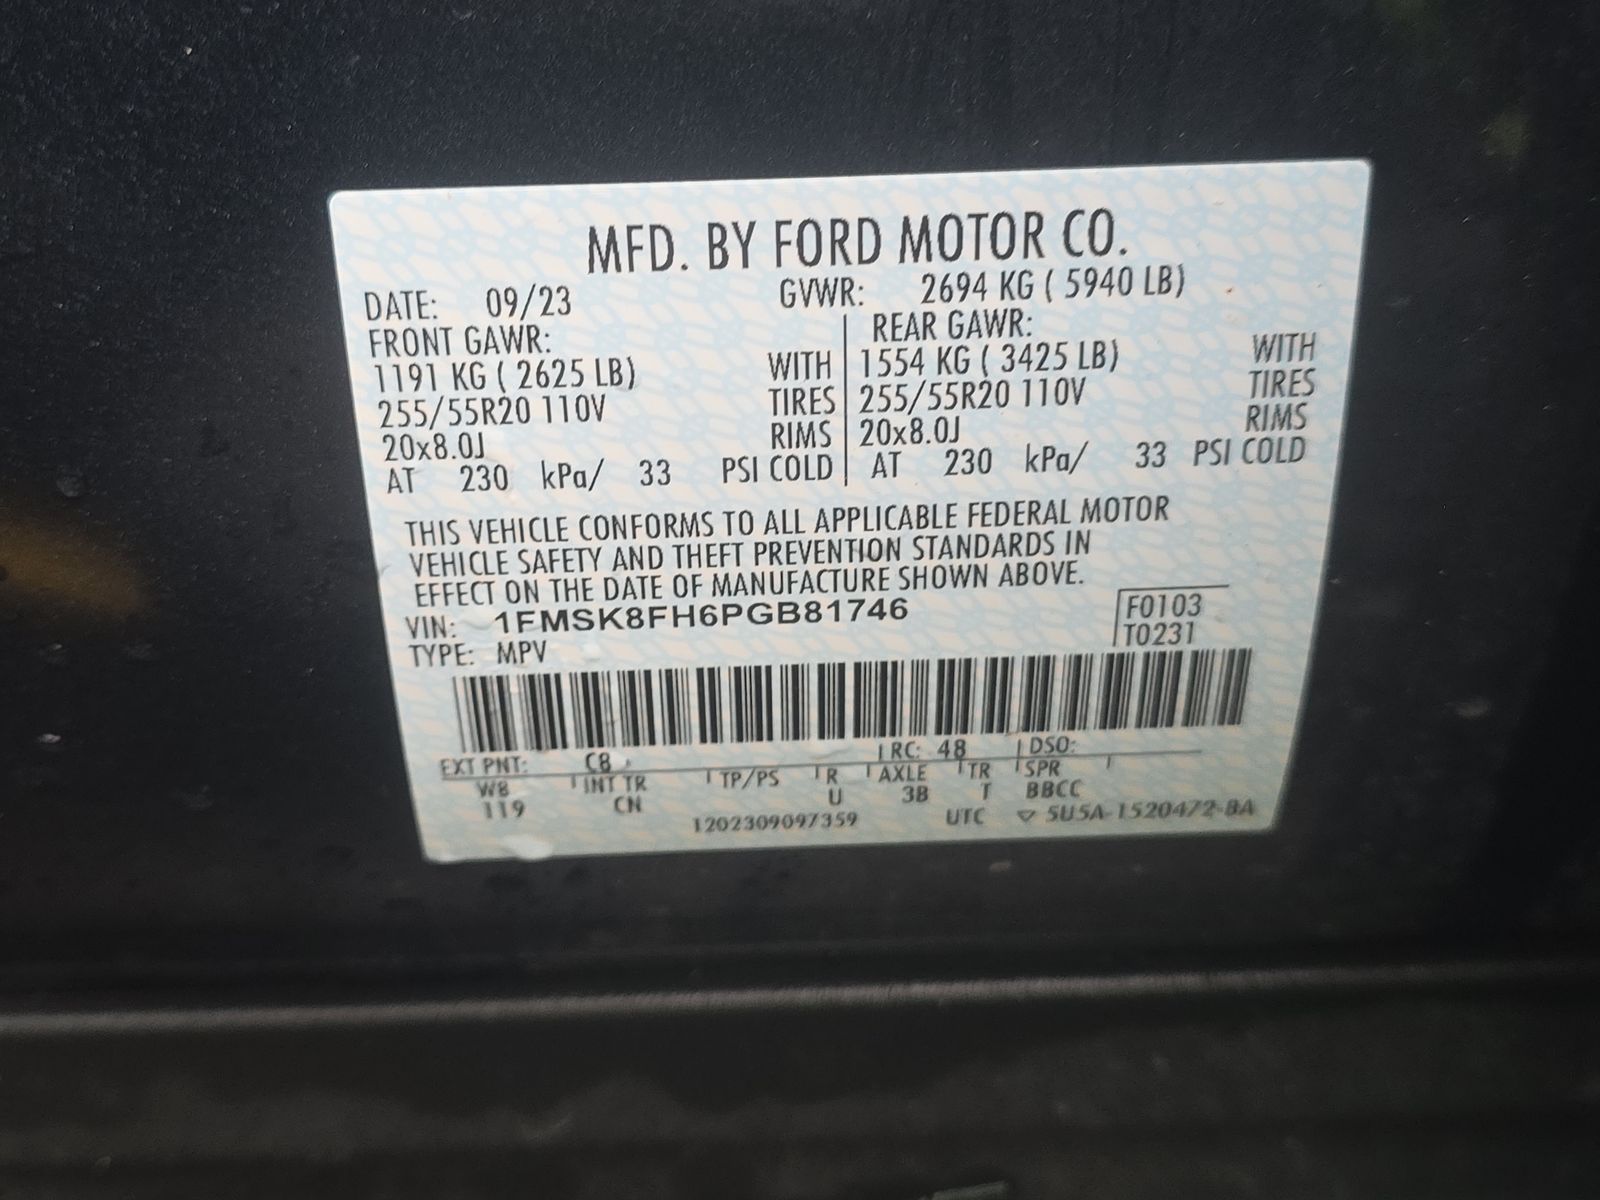 MFD. BY FORD MOTOR CO.
DATE: 09/23 GVWR: 2694 KG ( 5940 LB)
FRONT GAWR: REAR GAWR:
1191 KG ( 2625 LB) WITH 1554 KG ( 3425 LB) WITH
255/55R20 110V TIRES 255/55R20 110V TIRES
20x8.0J RIMS 20x8.0J RIMS
AT 230 kPa/ 33 PSI COLD AT 230 kPa/ 33 PSI COLD
THIS VEHICLE CONFORMS TO ALL APPLICABLE FEDERAL MOTOR
VEHICLE SAFETY AND THEFT PREVENTION STANDARDS IN
EFFECT ON THE DATE OF MANUFACTURE SHOWN ABOVE.
VIN: 1FMSK8FH6PGB81746 F0103
TYPE: MPV T0231
EXT PNT: C8 RC: 48 DSO:
W8 INT TR TP/PS R AXLE TR SPR
119 CN U 3B T BBCC
1202309097359 UTC ▽ 5U5A-1520472-BA